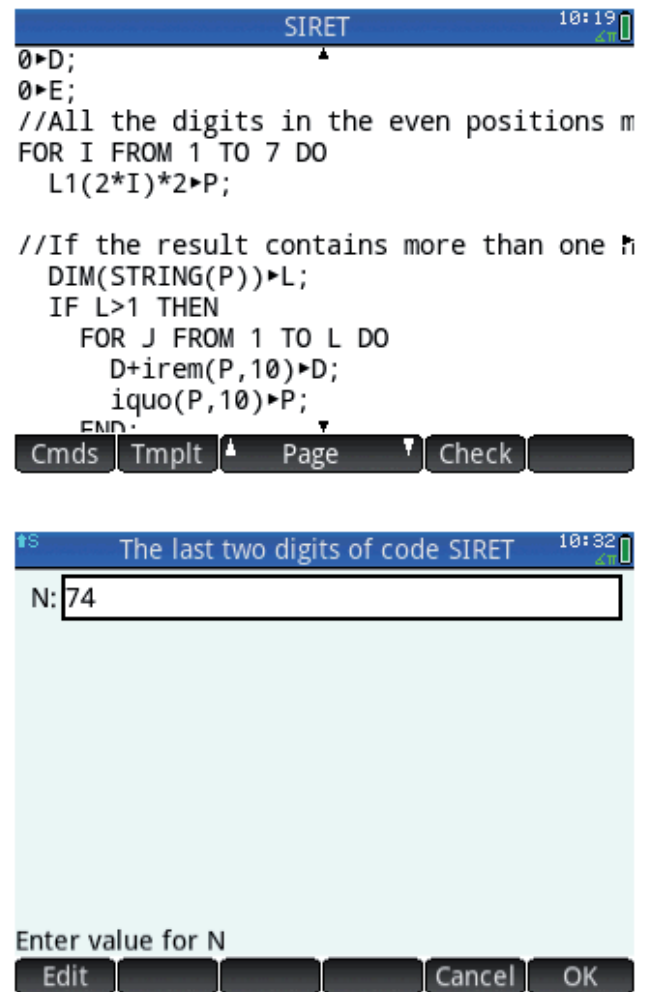 SIRET 10:19
∡π
0▶D;
0▶E;
//All the digits in the even positions m
FOR I FROM 1 TO 7 DO
L1(2*I)*2▶P;
//If the result contains more than one
DIM(STRING(P))▶L;
IF L>1 THEN
FOR J FROM 1 TO L DO
D+irem(P,10)▶D;
iquo(P,10)▶P;
END;
Cmds Tmplt Page Check
S The last two digits of code SIRET 10:32
∡π
N: 74
Enter value for N
Edit Cancel OK